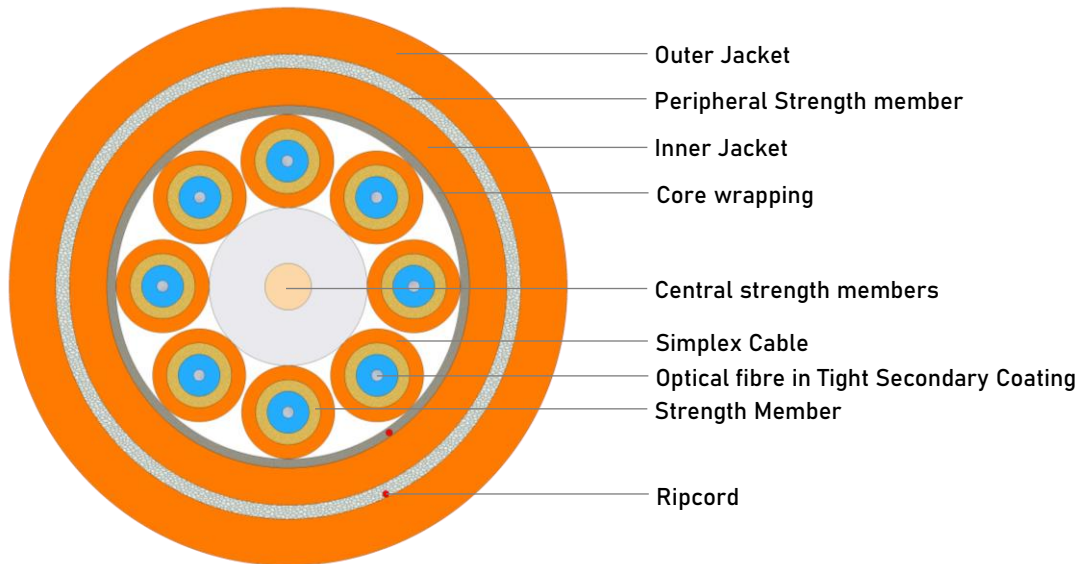 Outer Jacket
Peripheral Strength member
Inner Jacket
Core wrapping
Central strength members
Simplex Cable
Optical fibre in Tight Secondary Coating
Strength Member
Ripcord